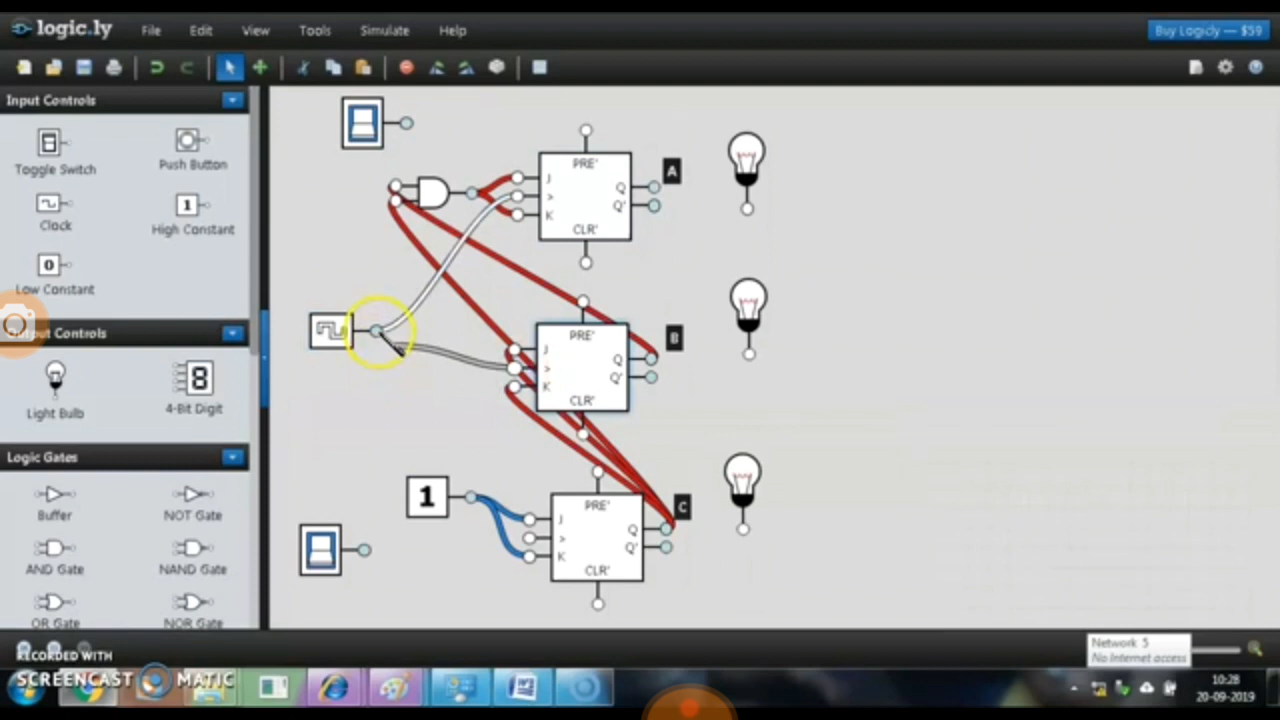 logic.ly File Edit View Tools Simulate Help Buy Logicly — $59
Input Controls
Toggle Switch Push Button
Clock 1 High Constant
0 Low Constant
Output Controls
Light Bulb 8 4-Bit Digit
Logic Gates
Buffer NOT Gate
AND Gate NAND Gate
OR Gate NOR Gate
PRE'
J
>
K
Q
Q'
CLR'
A
PRE'
J
>
K
Q
Q'
CLR'
B
1
PRE'
J
>
K
Q
Q'
CLR'
C
Network 5
No Internet access
RECORDED WITH
SCREENCAST MATIC
10:28
20-09-2019